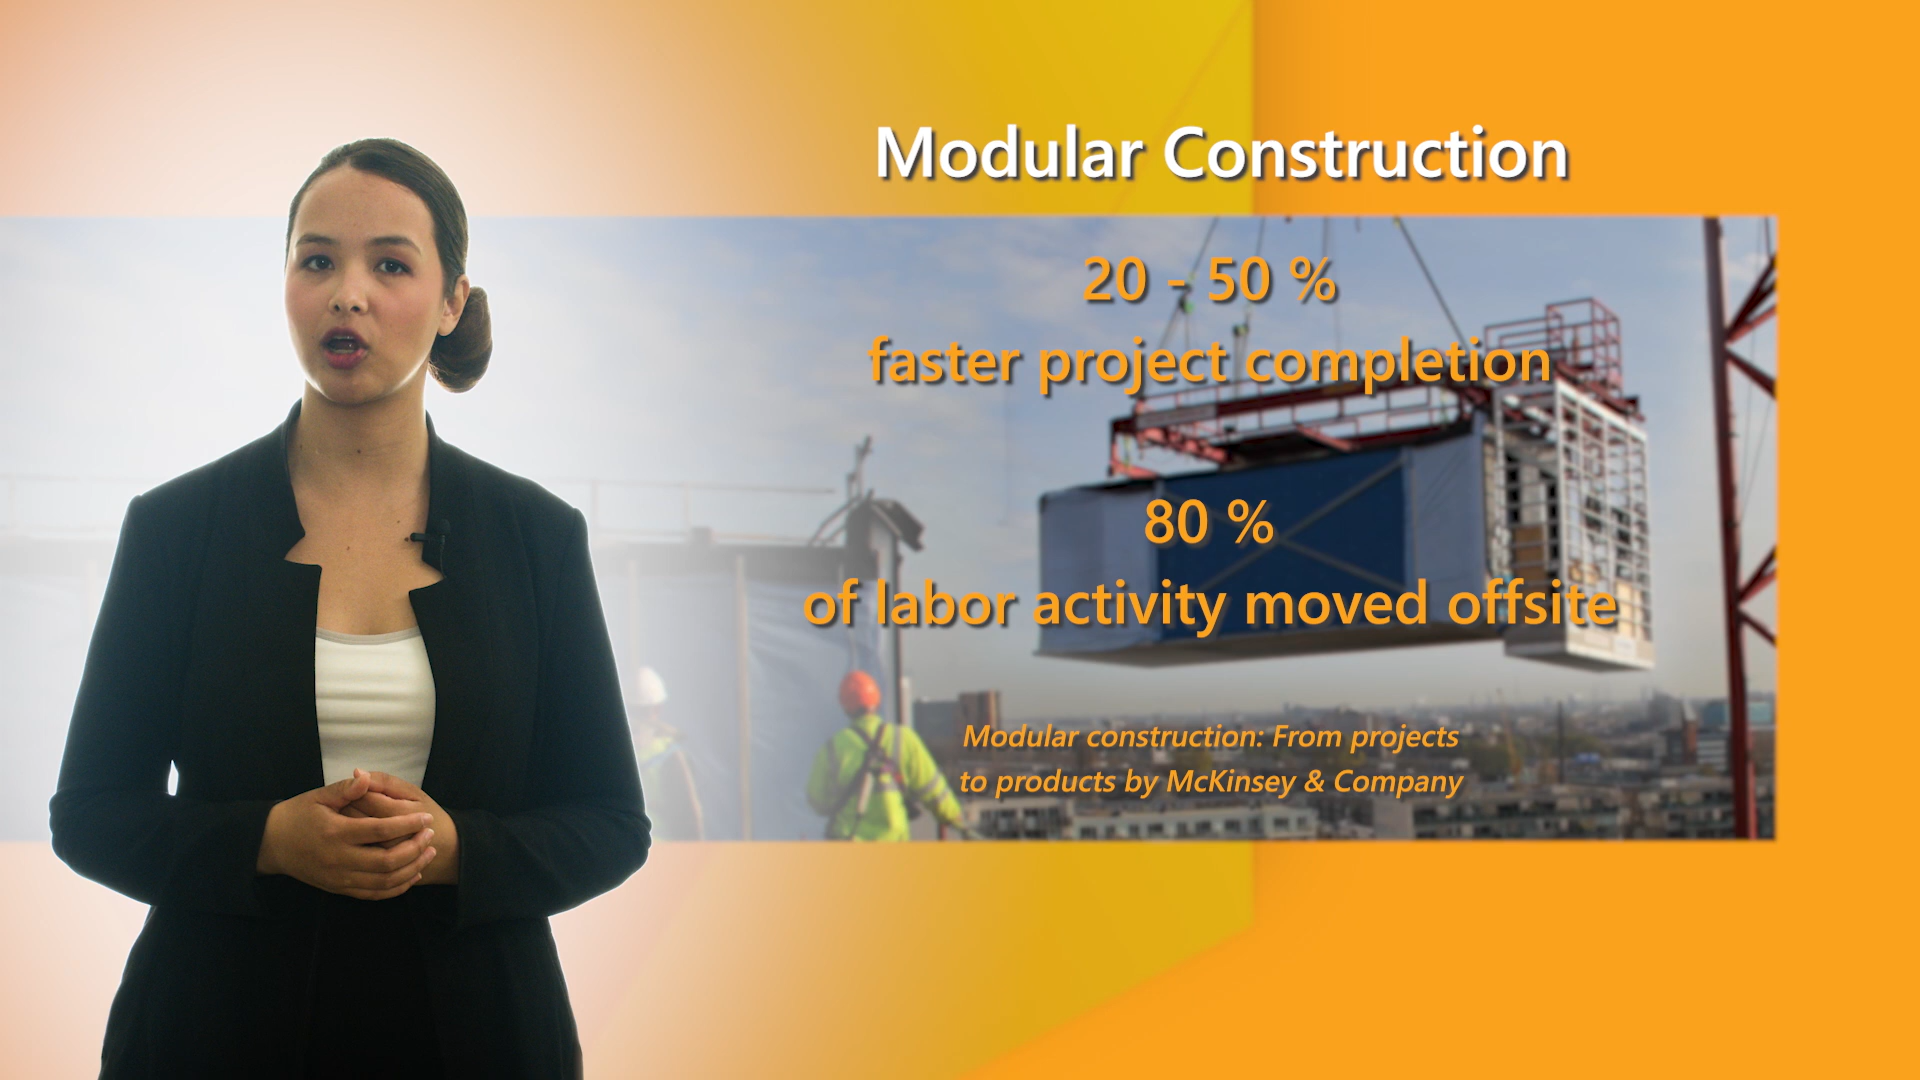 Modular Construction
20 - 50 %
faster project completion
80 %
of labor activity moved offsite
Modular construction: From projects
to products by McKinsey & Company